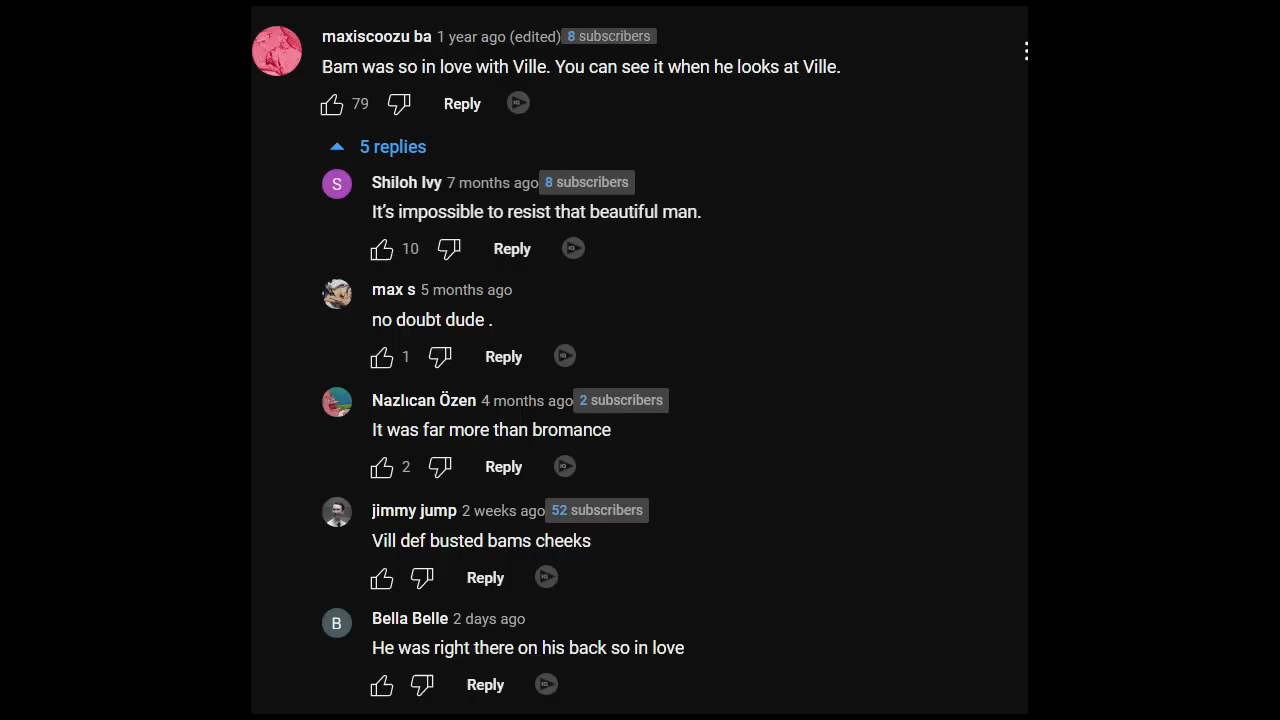 maxiscoozu ba 1 year ago (edited) 8 subscribers
Bam was so in love with Ville. You can see it when he looks at Ville.
79 Reply
5 replies
S Shiloh Ivy 7 months ago 8 subscribers
It's impossible to resist that beautiful man.
10 Reply
max s 5 months ago
no doubt dude .
1 Reply
Nazlıcan Özen 4 months ago 2 subscribers
It was far more than bromance
2 Reply
jimmy jump 2 weeks ago 52 subscribers
Vill def busted bams cheeks
Reply
B Bella Belle 2 days ago
He was right there on his back so in love
Reply